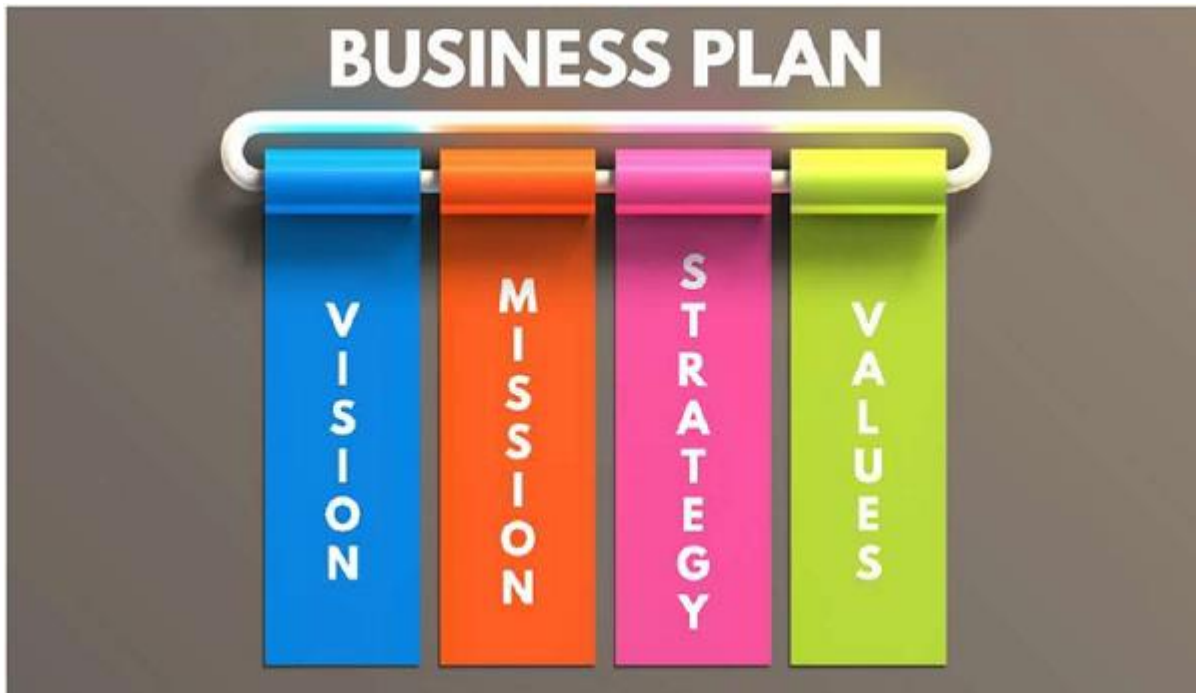 BUSINESS PLAN
VISION
MISSION
STRATEGY
VALUES